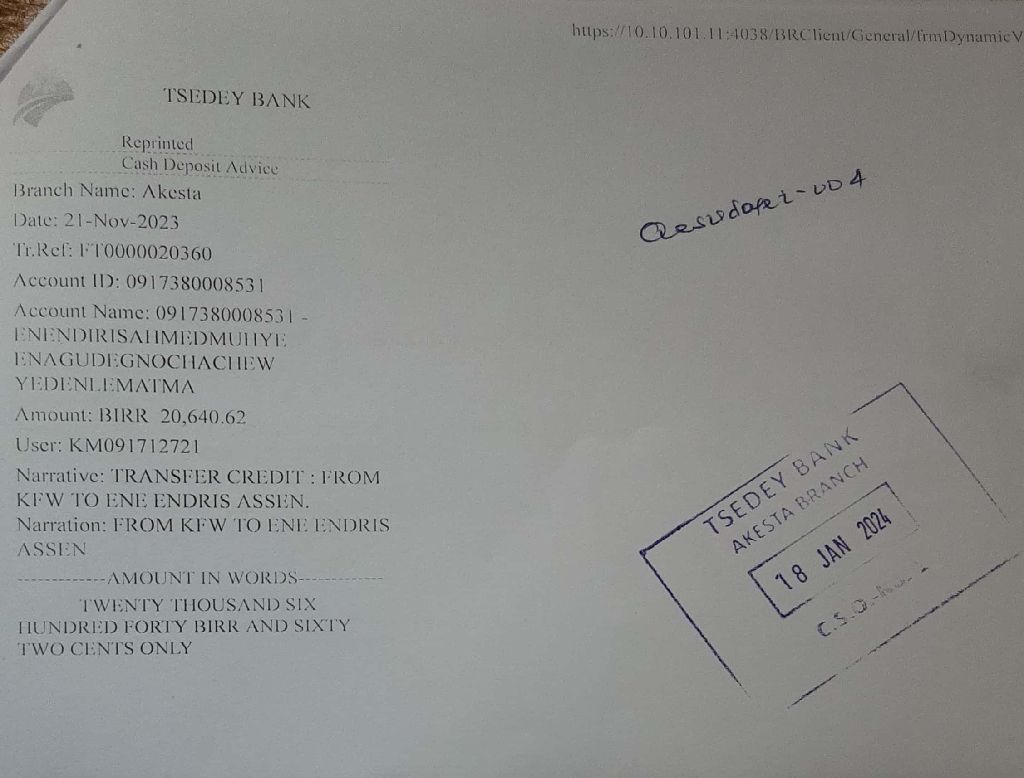 https://10.10.101.11:4038/BRClient/General/frmDynamicV
TSEDEY BANK
Reprinted
Cash Deposit Advice
Branch Name: Akesta
Date: 21-Nov-2023
Tr.Ref: FT0000020360
Account ID: 0917380008531
Account Name: 0917380008531 -
ENENDIRISAHMEDMUHYE
ENAGUDEGNOCHACHEW
YEDENLEMATMA
Amount: BIRR 20,640.62
User: KM091712721
Narrative: TRANSFER CREDIT : FROM
KFW TO ENE ENDRIS ASSEN.
Narration: FROM KFW TO ENE ENDRIS
ASSEN
-------------AMOUNT IN WORDS------------
TWENTY THOUSAND SIX
HUNDRED FORTY BIRR AND SIXTY
TWO CENTS ONLY
TSEDEY BANK
AKESTA BRANCH
18 JAN 2024
C.S.O.